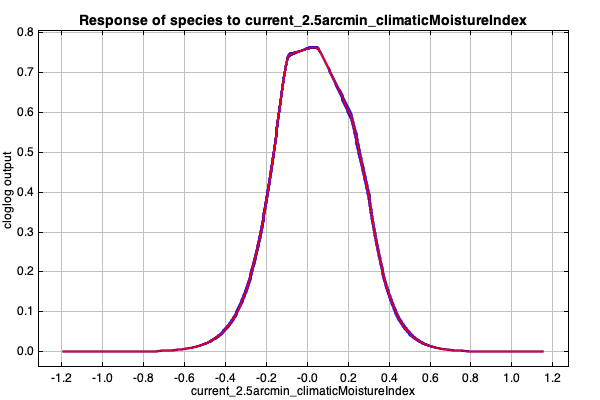 Response of species to current_2.5arcmin_climaticMoistureIndex
0.8
0.7
0.6
0.5
0.4
0.3
0.2
0.1
0.0
cloglog output
-1.2 -1.0 -0.8 -0.6 -0.4 -0.2 -0.0 0.2 0.4 0.6 0.8 1.0 1.2
current_2.5arcmin_climaticMoistureIndex